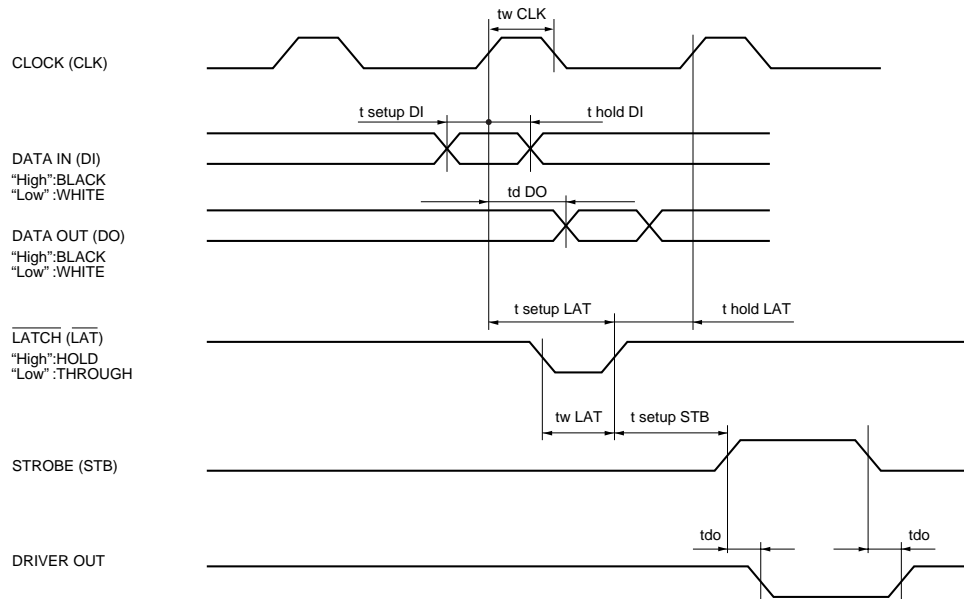 tw CLK
CLOCK (CLK)
t setup DI
t hold DI
DATA IN (DI)
“High”:BLACK
“Low” :WHITE
td DO
DATA OUT (DO)
“High”:BLACK
“Low” :WHITE
t setup LAT
t hold LAT
LATCH (LAT)
“High”:HOLD
“Low” :THROUGH
tw LAT
t setup STB
STROBE (STB)
tdo
tdo
DRIVER OUT